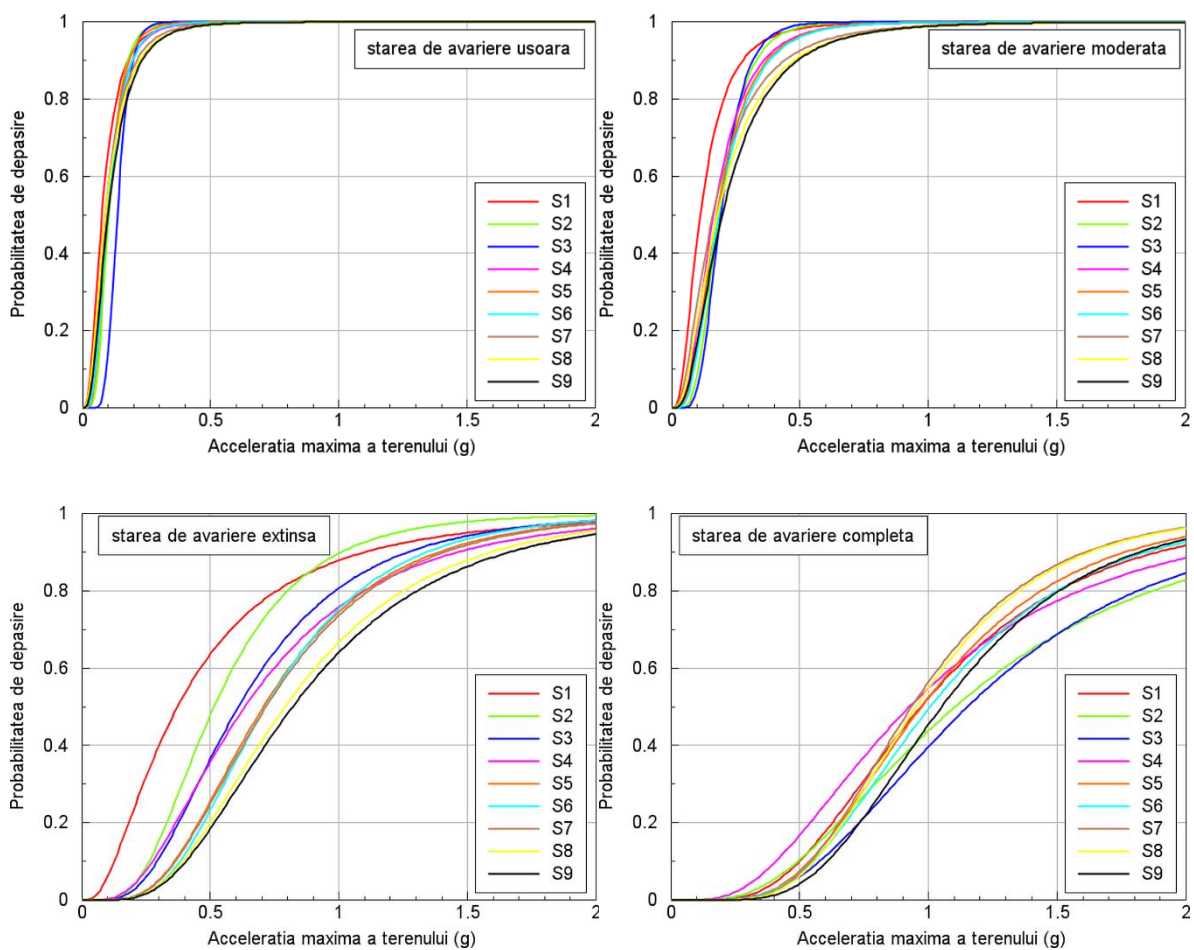 starea de avariere usoara
Probabilitatea de depasire
1
0.8
0.6
0.4
0.2
0
S1
S2
S3
S4
S5
S6
S7
S8
S9
0 0.5 1 1.5 2
Acceleratia maxima a terenului (g)
starea de avariere moderata
Probabilitatea de depasire
1
0.8
0.6
0.4
0.2
0
S1
S2
S3
S4
S5
S6
S7
S8
S9
0 0.5 1 1.5 2
Acceleratia maxima a terenului (g)
starea de avariere extinsa
Probabilitatea de depasire
1
0.8
0.6
0.4
0.2
0
S1
S2
S3
S4
S5
S6
S7
S8
S9
0 0.5 1 1.5 2
Acceleratia maxima a terenului (g)
starea de avariere completa
Probabilitatea de depasire
1
0.8
0.6
0.4
0.2
0
S1
S2
S3
S4
S5
S6
S7
S8
S9
0 0.5 1 1.5 2
Acceleratia maxima a terenului (g)